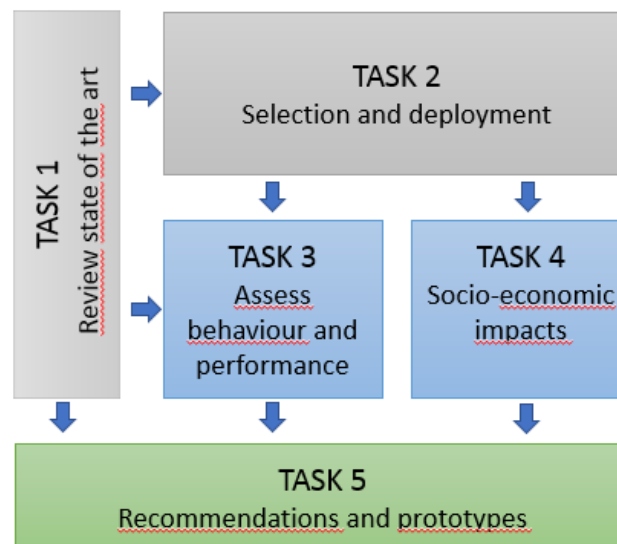 TASK 1
Review state of the art
TASK 2
Selection and deployment
TASK 3
Assess
behaviour and
performance
TASK 4
Socio-economic
impacts
TASK 5
Recommendations and prototypes